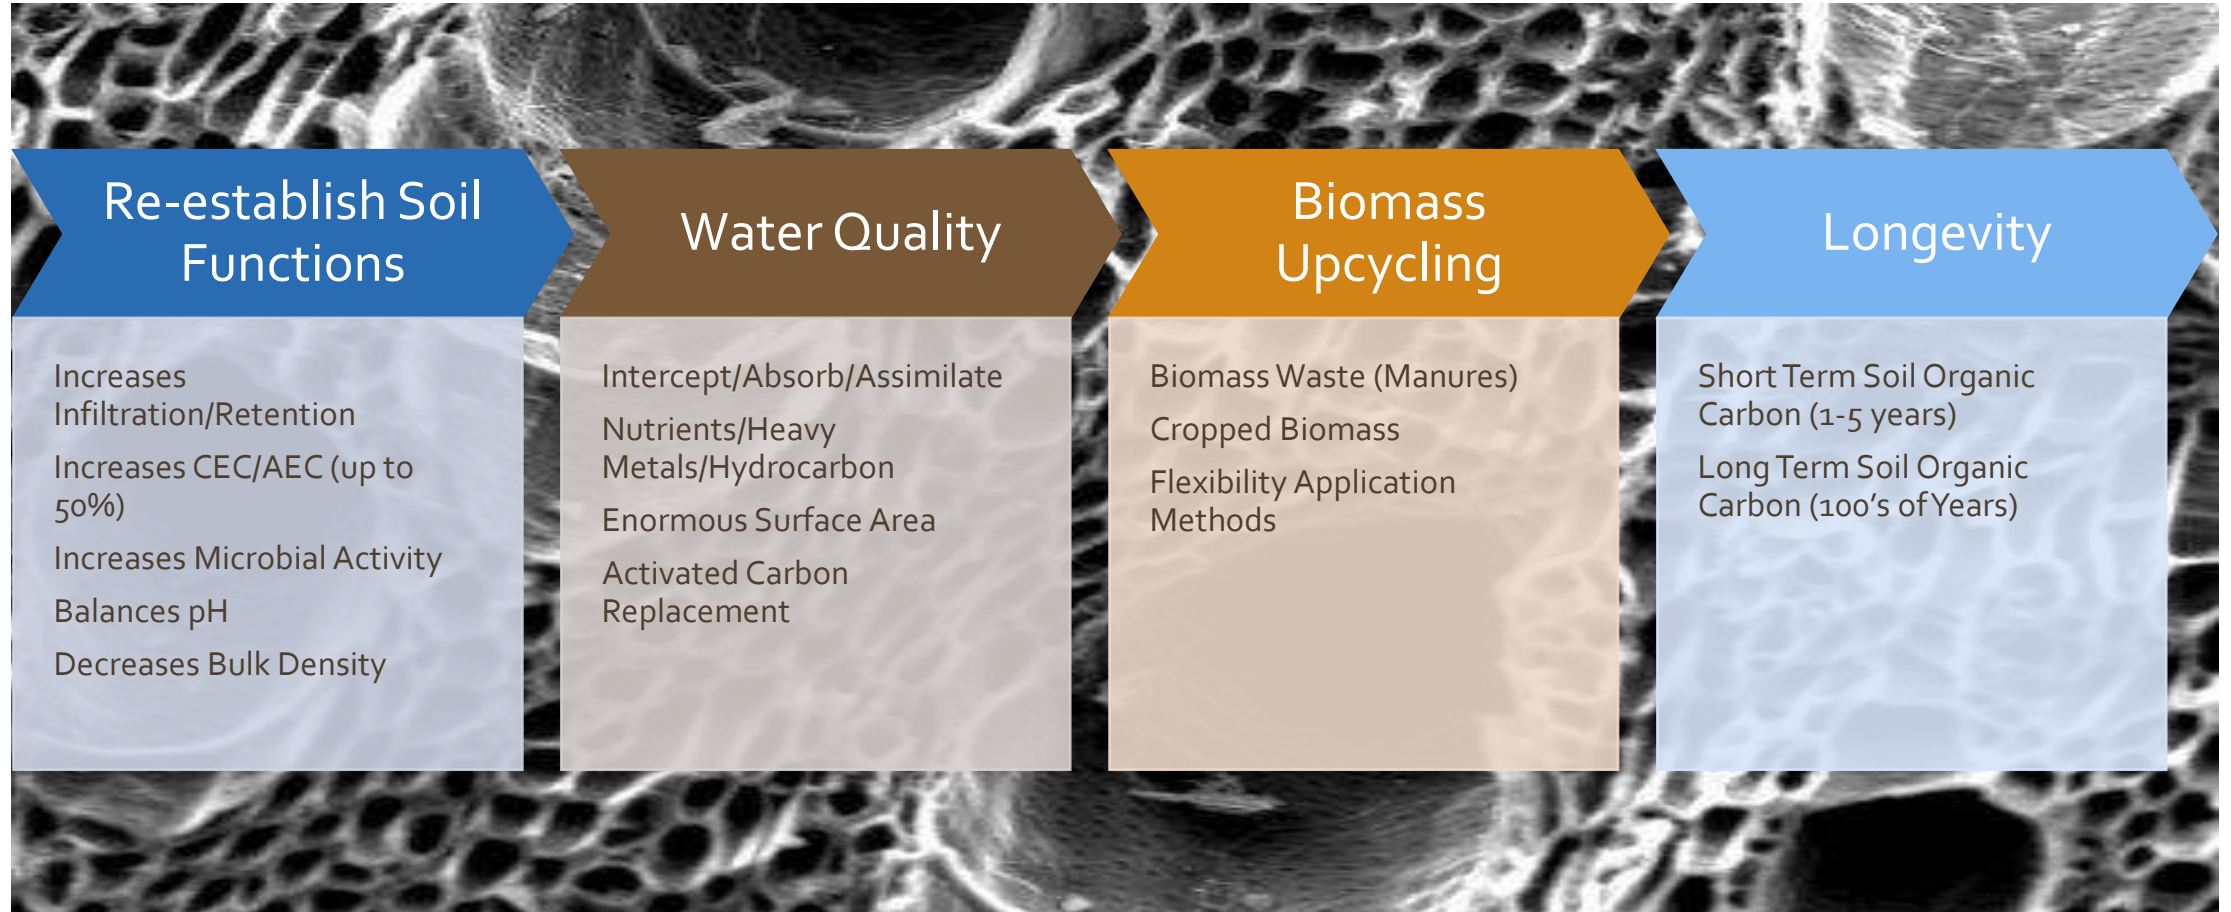 Re-establish Soil
Functions
Increases
Infiltration/Retention
Increases CEC/AEC (up to
50%)
Increases Microbial Activity
Balances pH
Decreases Bulk Density
Water Quality
Intercept/Absorb/Assimilate
Nutrients/Heavy
Metals/Hydrocarbon
Enormous Surface Area
Activated Carbon
Replacement
Biomass
Upcycling
Biomass Waste (Manures)
Cropped Biomass
Flexibility Application
Methods
Longevity
Short Term Soil Organic
Carbon (1-5 years)
Long Term Soil Organic
Carbon (100’s of Years)